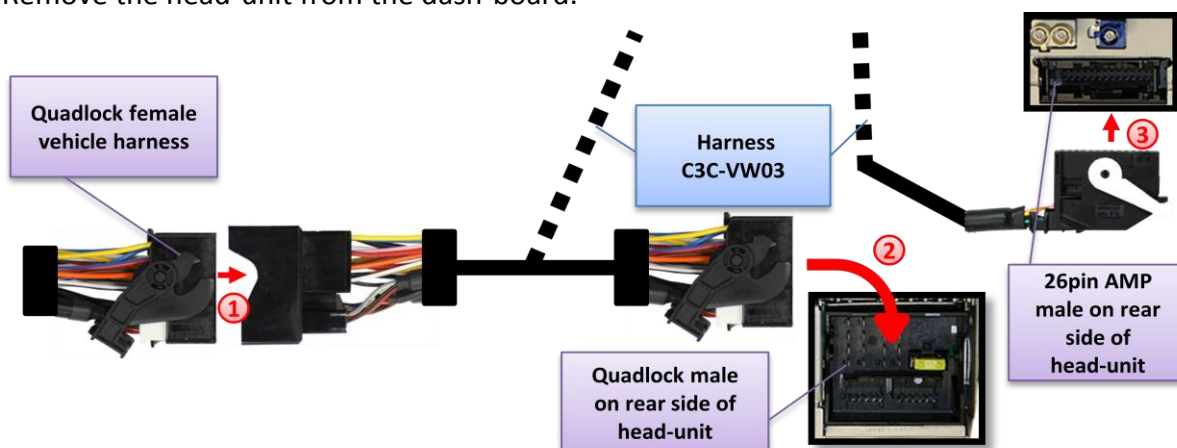 Remove the head-unit from the dash-board.
Quadlock female
vehicle harness
Harness
C3C-VW03
1
2
3
Quadlock male
on rear side of
head-unit
26pin AMP
male on rear
side of
head-unit